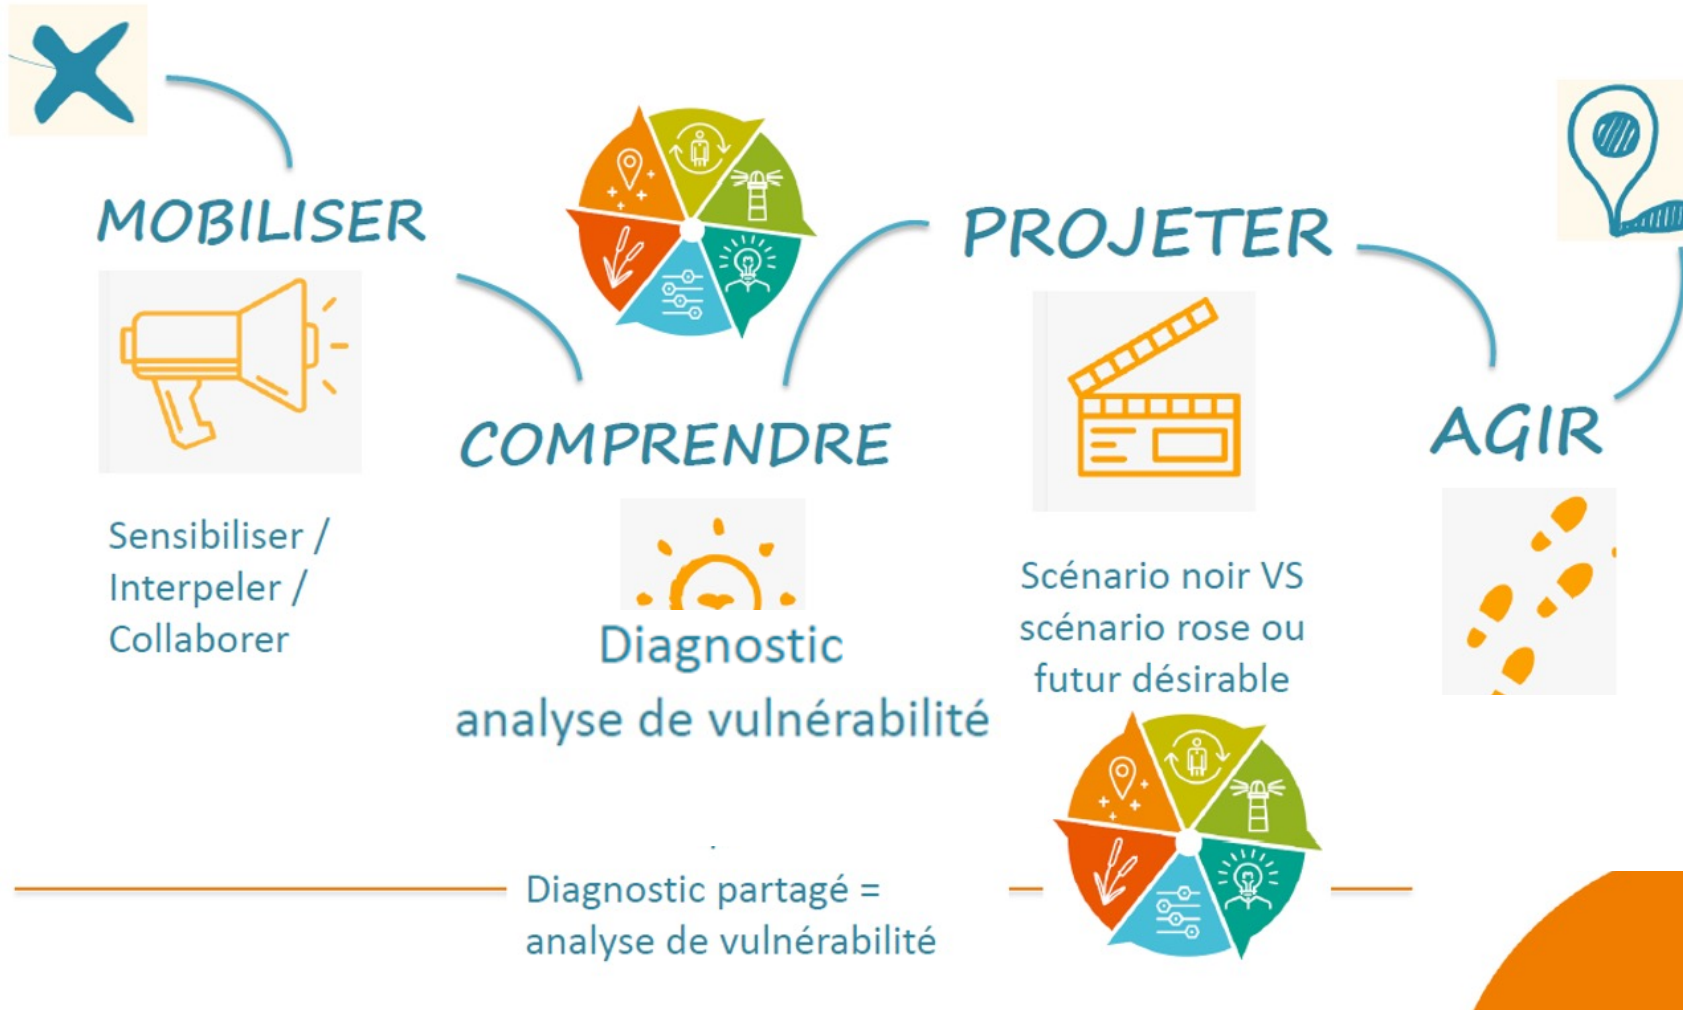 MOBILISER
Sensibiliser /
Interpeler /
Collaborer
COMPRENDRE
Diagnostic
analyse de vulnérabilité
PROJETER
Scénario noir VS
scénario rose ou
futur désirable
AGIR
Diagnostic partagé =
analyse de vulnérabilité